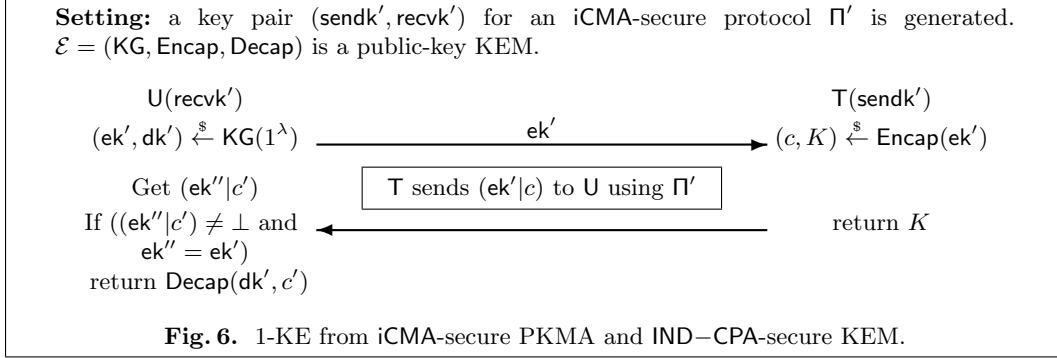 Setting: a key pair (sendk′, recvk′) for an iCMA-secure protocol Π′ is generated.
ℰ = (KG, Encap, Decap) is a public-key KEM.
U(recvk′) T(sendk′)
(ek′, dk′) ←$ KG(1^λ) ek′ (c, K) ←$ Encap(ek′)
Get (ek″|c′) T sends (ek′|c) to U using Π′
If ((ek″|c′) ≠ ⊥ and return K
ek″ = ek′)
return Decap(dk′, c′)
Fig. 6. 1-KE from iCMA-secure PKMA and IND−CPA-secure KEM.